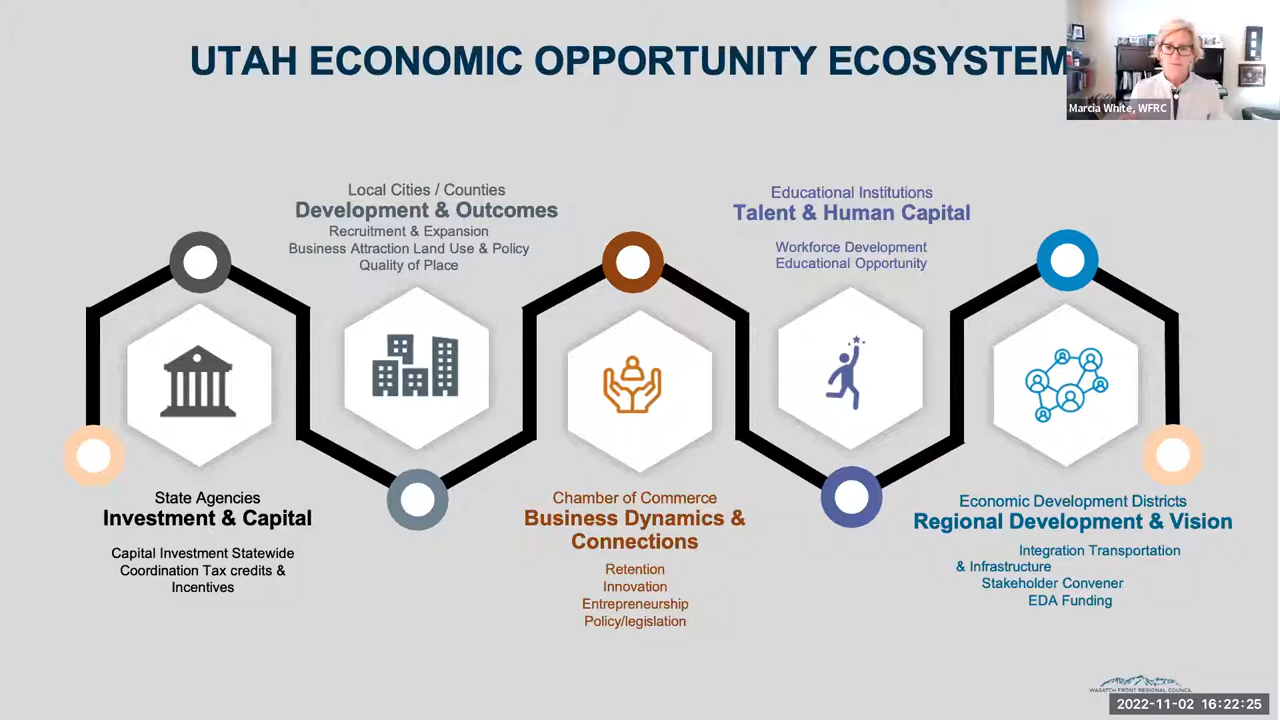 UTAH ECONOMIC OPPORTUNITY ECOSYSTEM
Marcia White, WFRC
Local Cities / Counties
Development & Outcomes
Recruitment & Expansion
Business Attraction Land Use & Policy
Quality of Place
Educational Institutions
Talent & Human Capital
Workforce Development
Educational Opportunity
State Agencies
Investment & Capital
Capital Investment Statewide
Coordination Tax credits &
Incentives
Chamber of Commerce
Business Dynamics &
Connections
Retention
Innovation
Entrepreneurship
Policy/legislation
Economic Development Districts
Regional Development & Vision
Integration Transportation
& Infrastructure
Stakeholder Convener
EDA Funding
WASATCH FRONT REGIONAL COUNCIL
2022-11-02 16:22:25